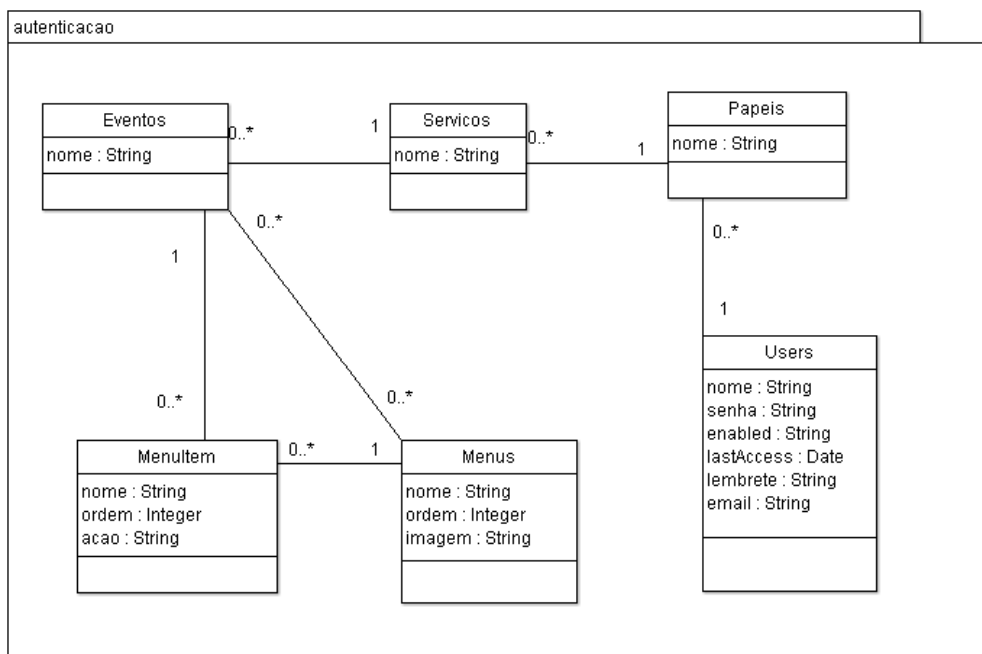 autenticacao
Eventos
nome : String
0..*
1
Servicos
nome : String
0..*
1
Papeis
nome : String
1
0..*
0..*
0..*
0..*
1
Users
nome : String
senha : String
enabled : String
lastAccess : Date
lembrete : String
email : String
MenuItem
nome : String
ordem : Integer
acao : String
0..*
1
Menus
nome : String
ordem : Integer
imagem : String